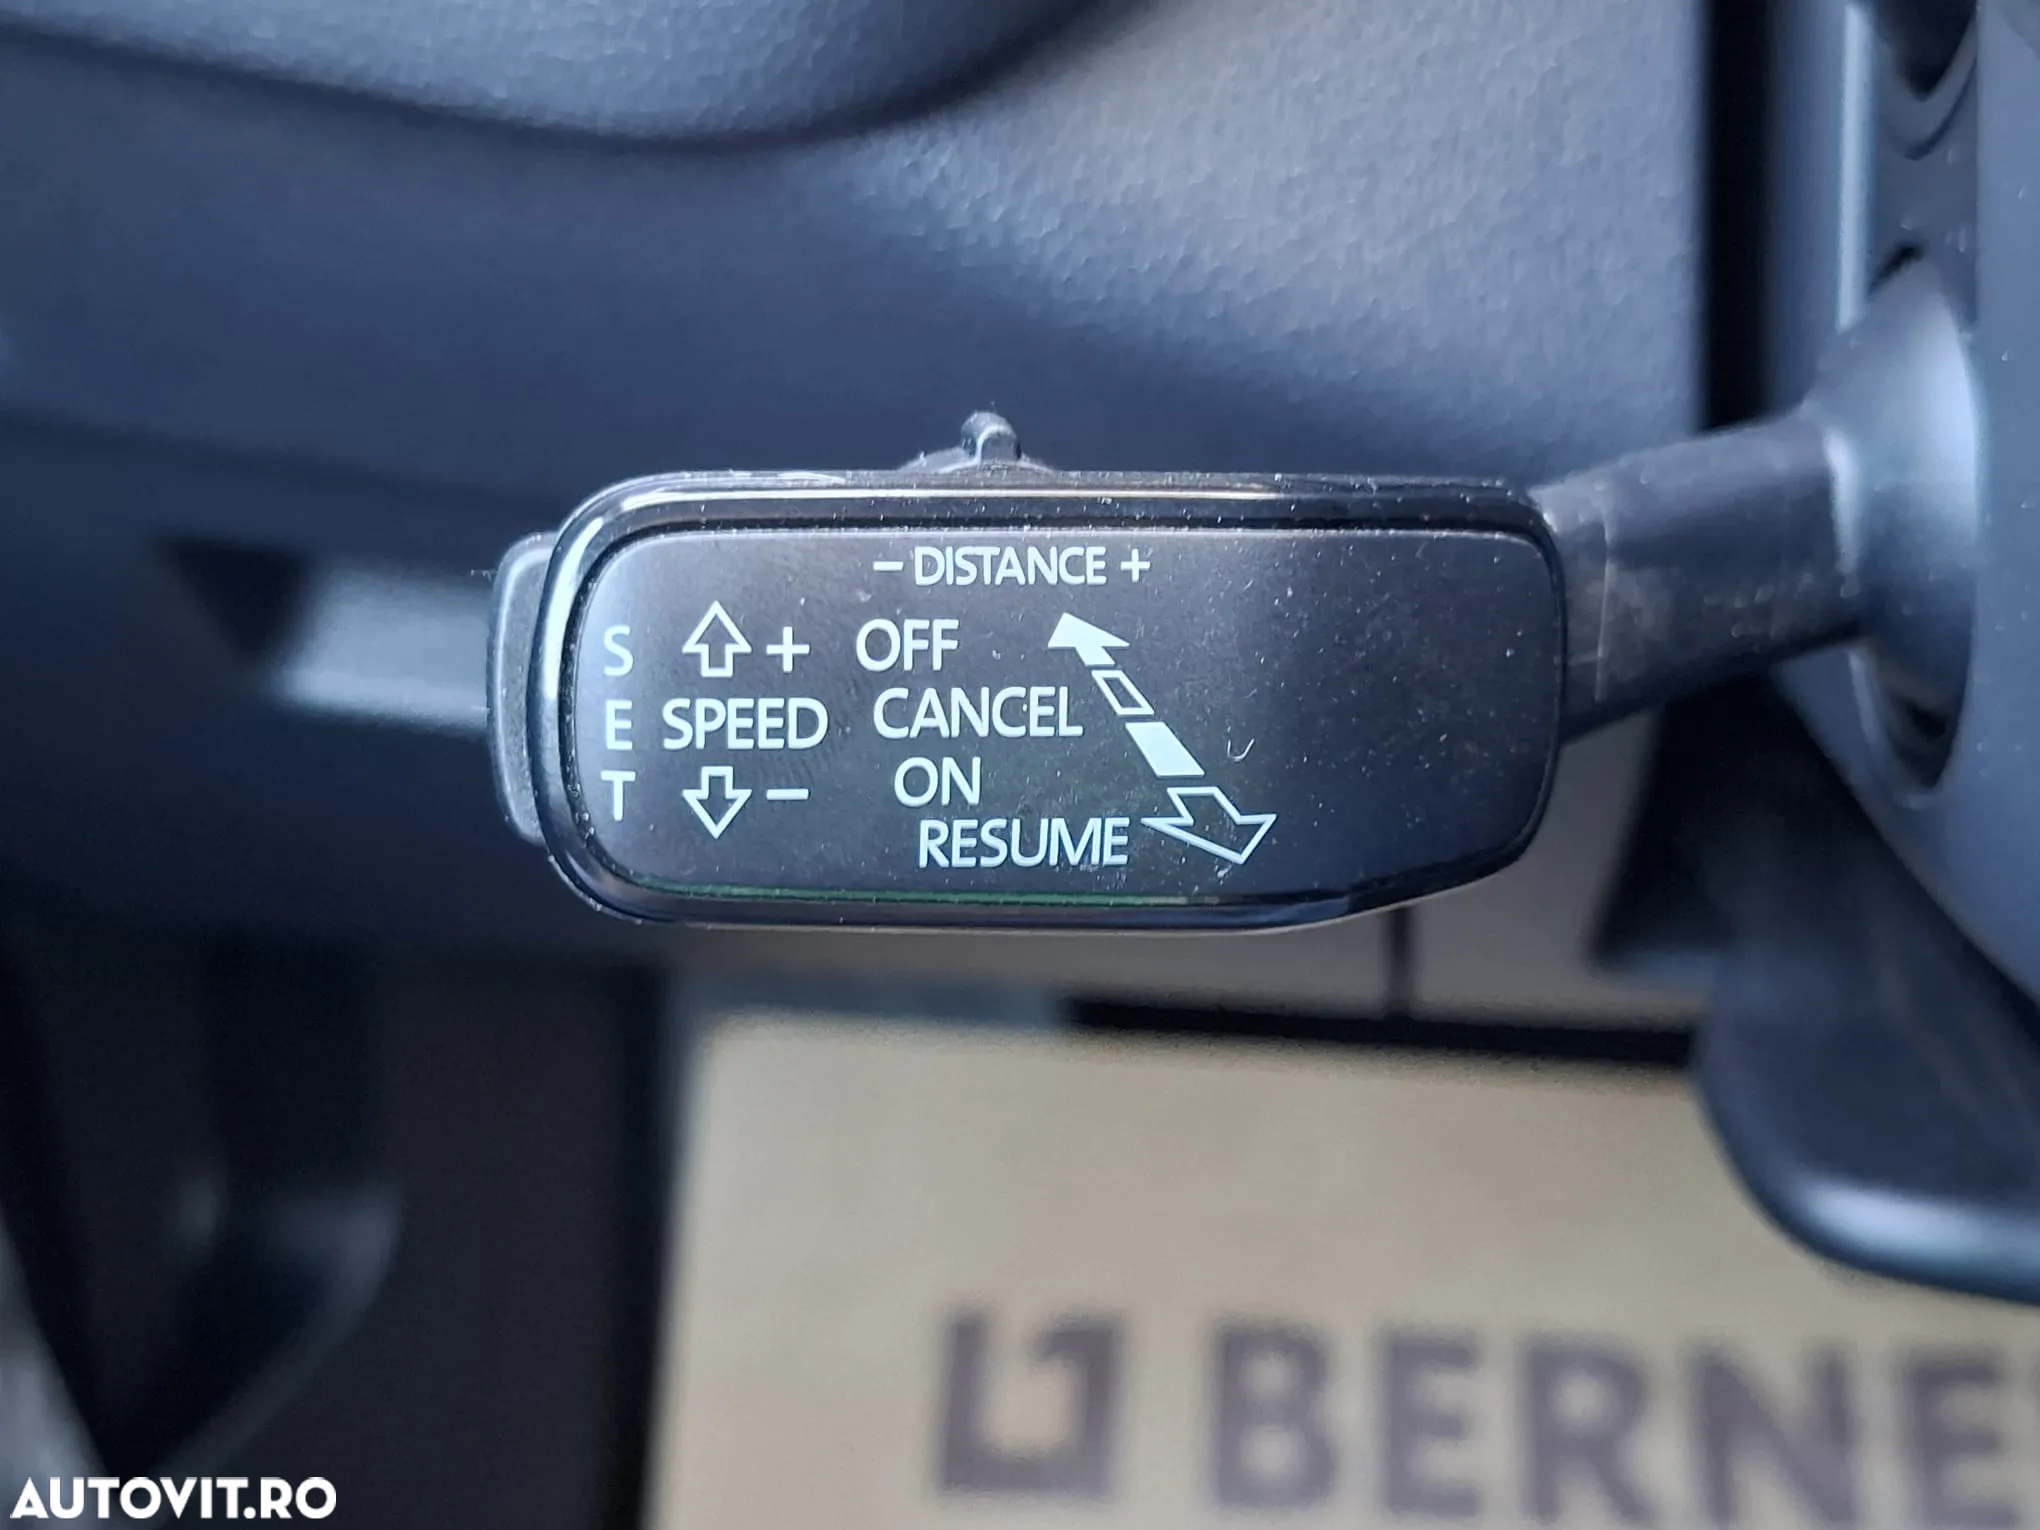 - DISTANCE +
S + OFF
E SPEED CANCEL
T - ON
RESUME
BERNE
AUTOVIT.RO